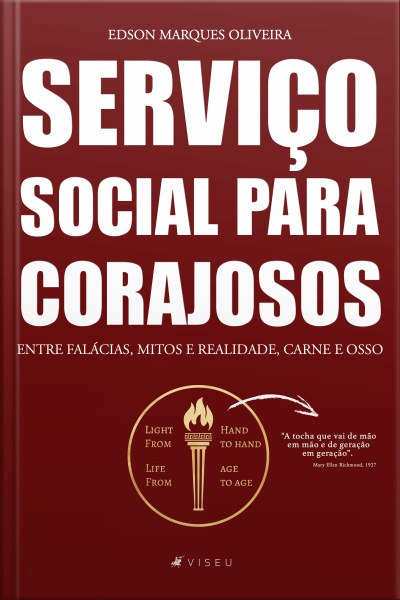 EDSON MARQUES OLIVEIRA
SERVIÇO
SOCIAL PARA
CORAJOSOS
ENTRE FALÁCIAS, MITOS E REALIDADE, CARNE E OSSO
LIGHT FROM
HAND TO HAND
LIFE FROM
AGE TO AGE
"A tocha que vai de mão
em mão e de geração
em geração".
Mary Ellen Richmond, 1927
VISEU